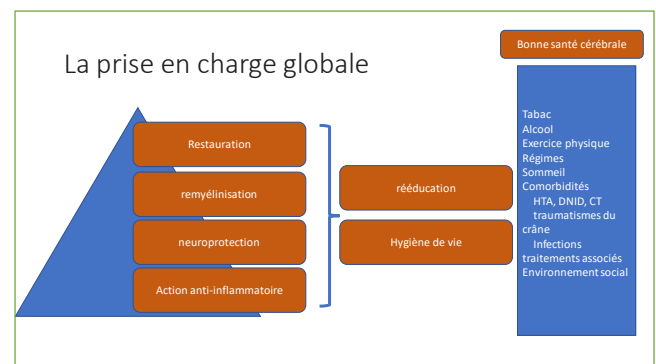 La prise en charge globale
Restauration
remyélinisation
neuroprotection
Action anti-inflammatoire
rééducation
Hygiène de vie
Bonne santé cérébrale
Tabac
Alcool
Exercice physique
Régimes
Sommeil
Comorbidités
HTA, DNID, CT
traumatismes du
crâne
Infections
traitements associés
Environnement social